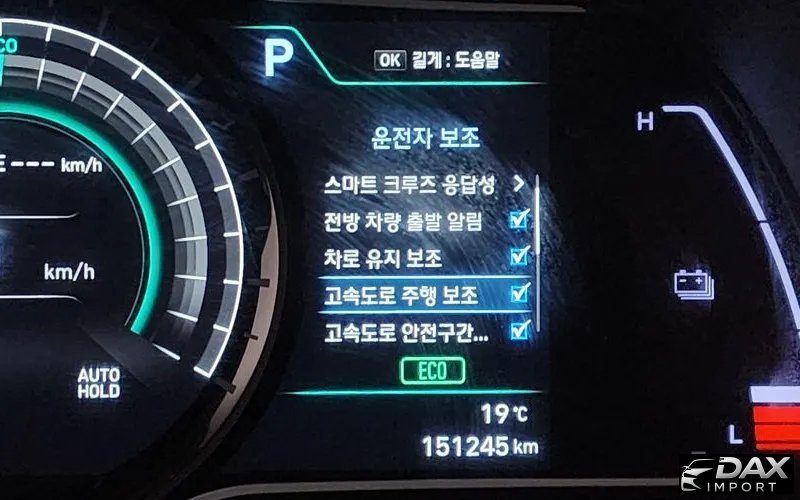 ECO
P
OK 길게 : 도움말
운전자 보조
스마트 크루즈 응답성 >
전방 차량 출발 알림
차로 유지 보조
고속도로 주행 보조
고속도로 안전구간...
ECO
--- km/h
km/h
AUTO
HOLD
19℃
151245 km
H
L
DAX
IMPORT